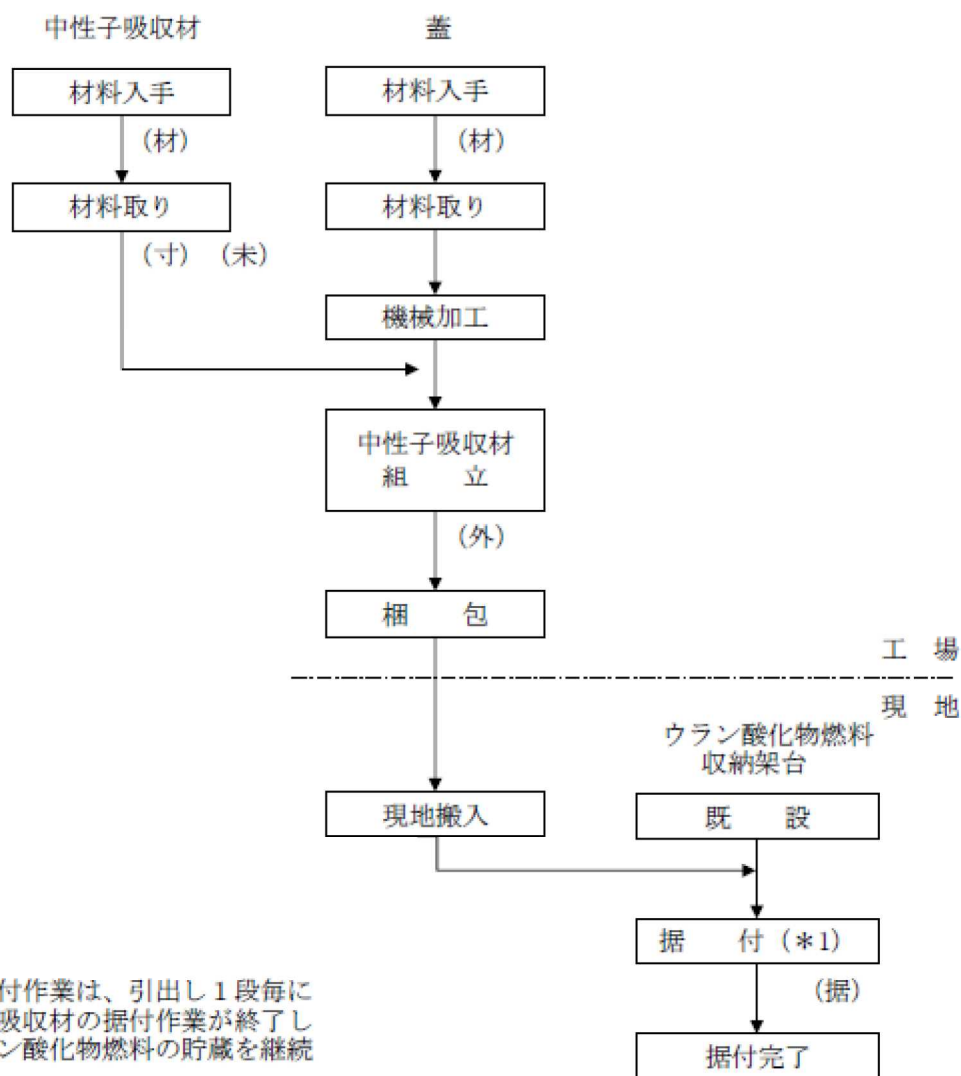 中性子吸収材
蓋
材料入手
材料入手
(材)
(材)
材料取り
材料取り
(寸) (未)
機械加工
中性子吸収材
組 立
(外)
梱 包
工 場
現 地
ウラン酸化物燃料
収納架台
現地搬入
既 設
据 付(*1)
(据)
付作業は、引出し1段毎に
吸収材の据付作業が終了し
ン酸化物燃料の貯蔵を継続
据付完了